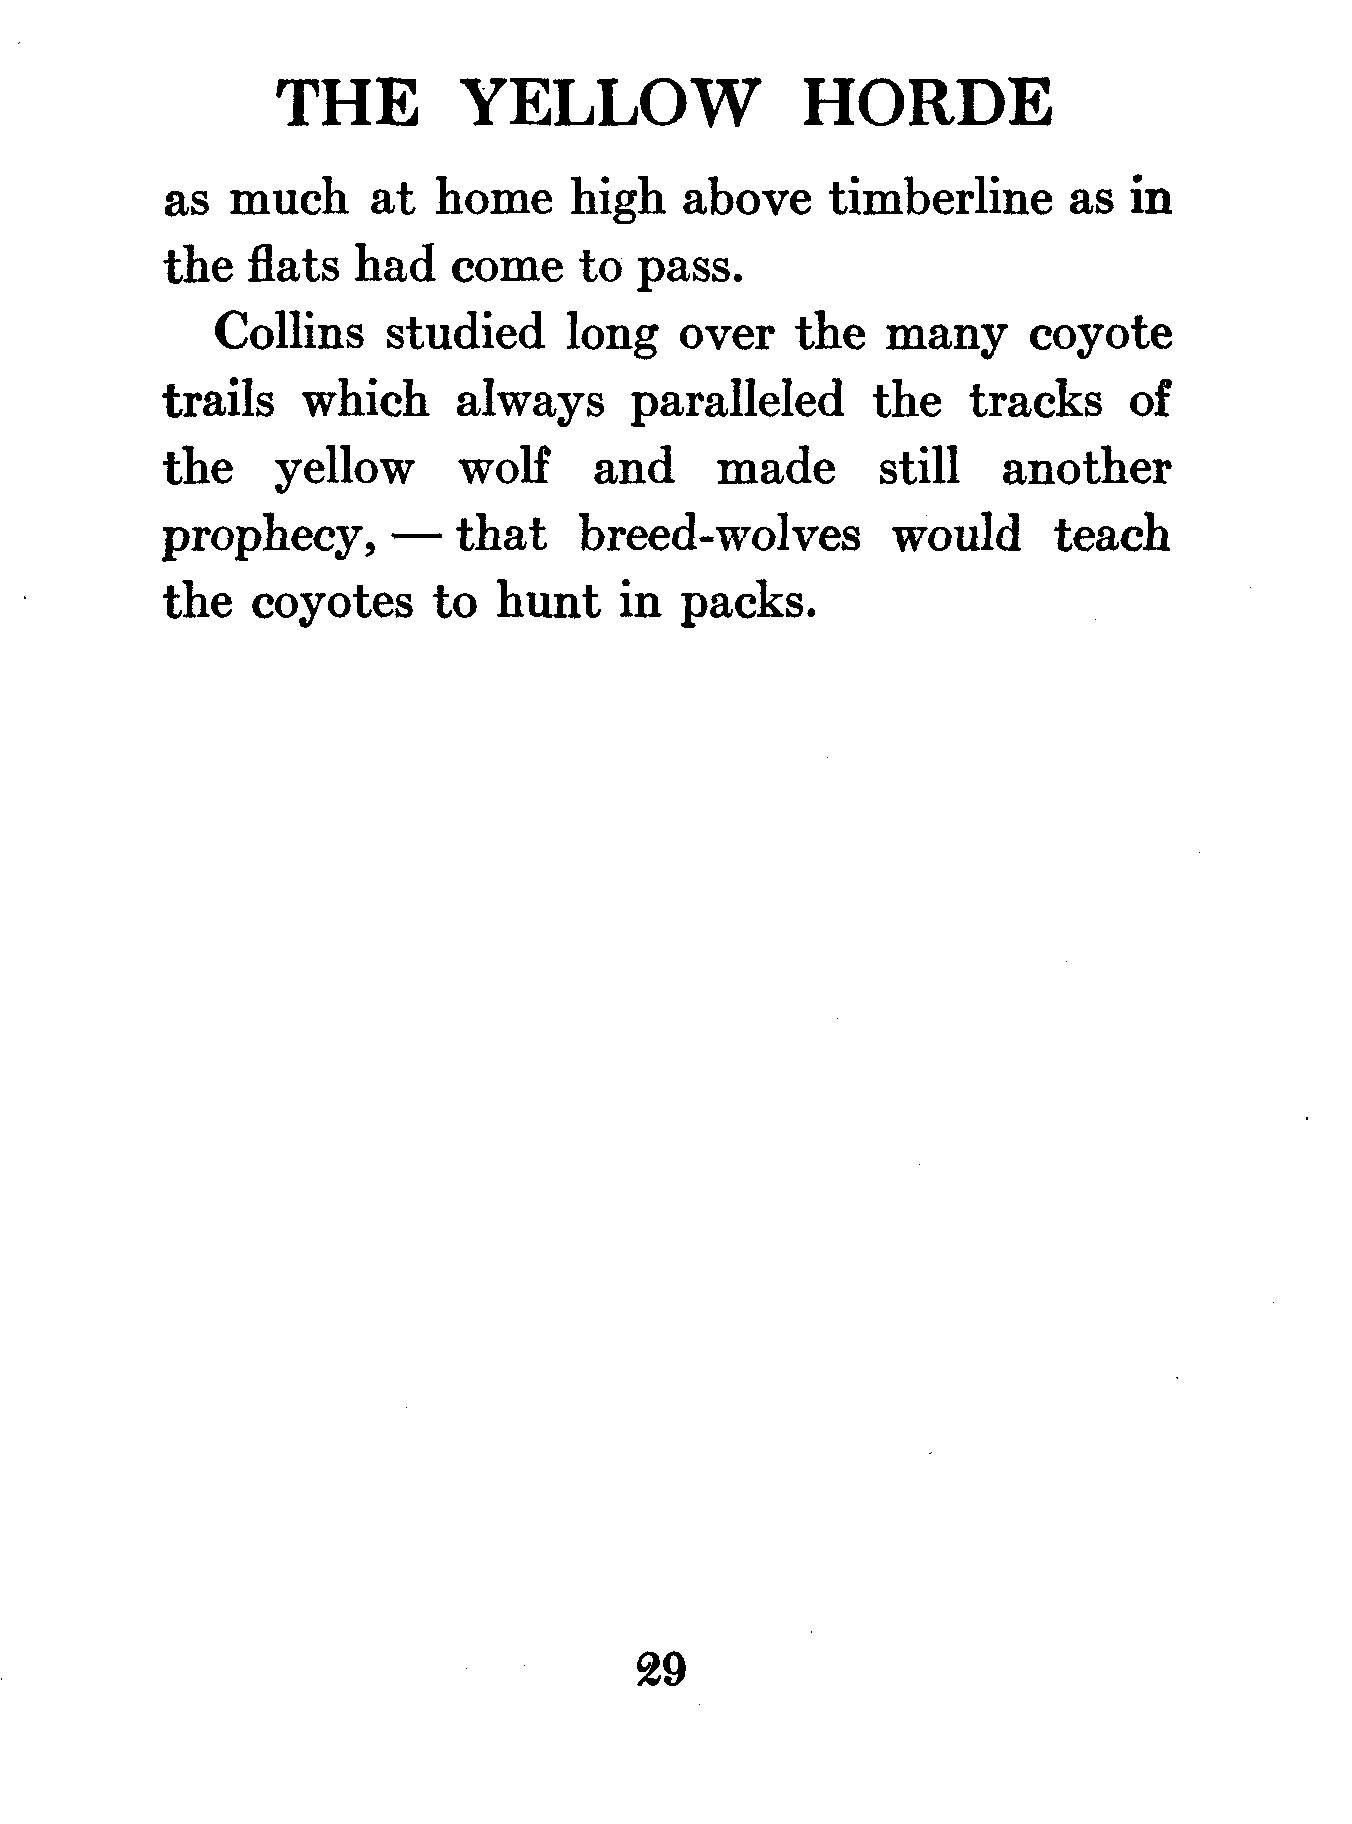 THE YELLOW HORDE
as much at home high above timberline as in
the flats had come to pass.
Collins studied long over the many coyote
trails which always paralleled the tracks of
the yellow wolf and made still another
prophecy, — that breed-wolves would teach
the coyotes to hunt in packs.
29